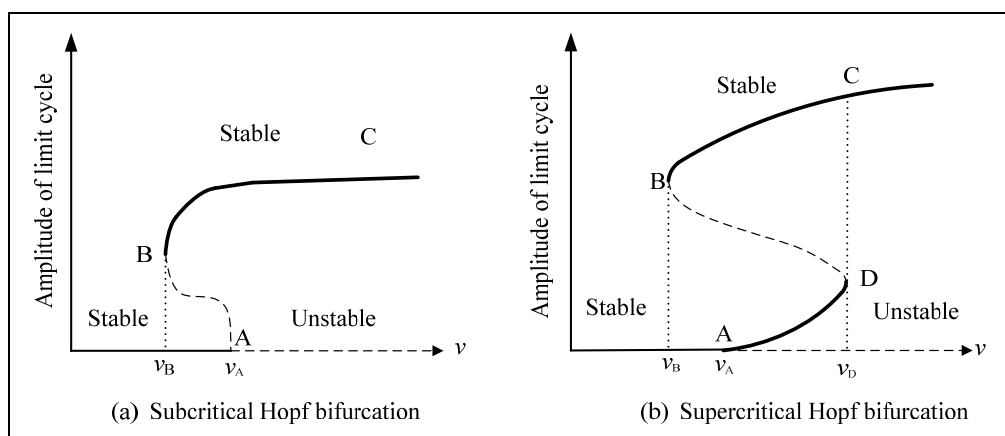 Amplitude of limit cycle
Stable
C
B
Stable
A
Unstable
v
vB
vA
(a) Subcritical Hopf bifurcation
Amplitude of limit cycle
Stable
C
B
D
Stable
A
Unstable
v
vB
vA
vD
(b) Supercritical Hopf bifurcation